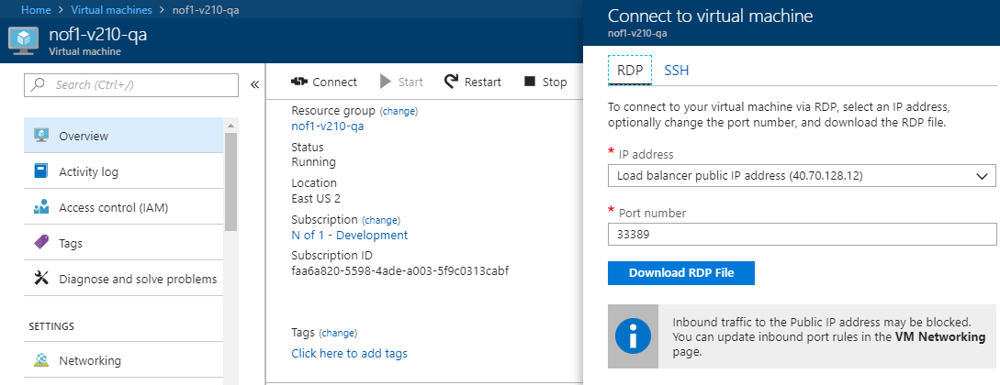 Home > Virtual machines > nof1-v210-qa
nof1-v210-qa
Virtual machine
Search (Ctrl+/)
Overview
Activity log
Access control (IAM)
Tags
Diagnose and solve problems
SETTINGS
Networking
Connect
Start
Restart
Stop
Resource group (change)
nof1-v210-qa
Status
Running
Location
East US 2
Subscription (change)
N of 1 - Development
Subscription ID
faa6a820-5598-4ade-a003-5f9c0313cabf
Tags (change)
Click here to add tags
Connect to virtual machine
nof1-v210-qa
RDP SSH
To connect to your virtual machine via RDP, select an IP address,
optionally change the port number, and download the RDP file.
* IP address
Load balancer public IP address (40.70.128.12)
* Port number
33389
Download RDP File
Inbound traffic to the Public IP address may be blocked.
You can update inbound port rules in the VM Networking
page.